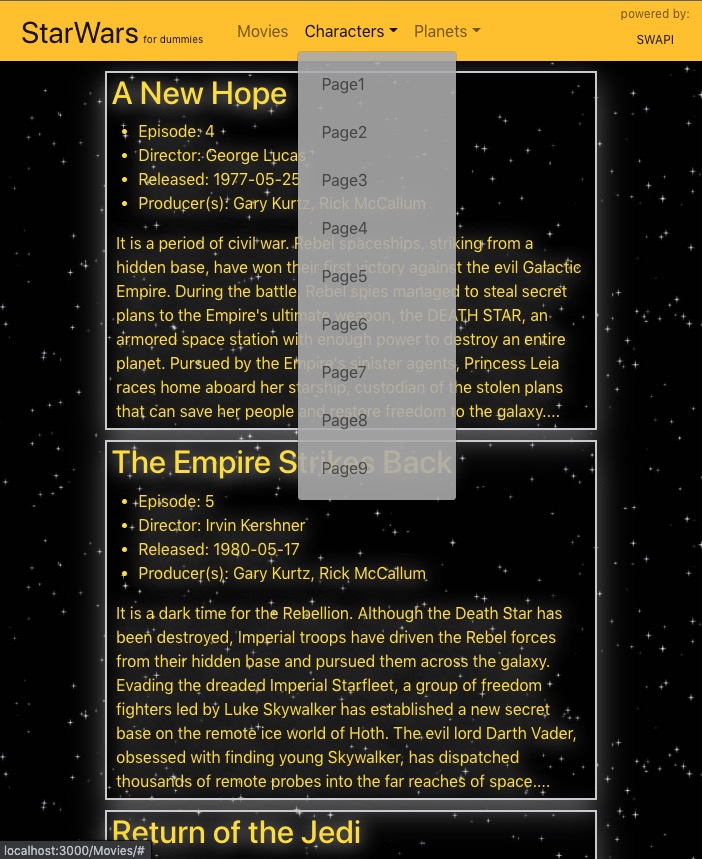 StarWars for dummies Movies Characters Planets powered by:
SWAPI
A New Hope
Page1
Episode: 4
Page2
Director: George Lucas
Released: 1977-05-25
Page3
Producer(s): Gary Kurtz, Rick McCallum
Page4
It is a period of civil war. Rebel spaceships, striking from a
hidden base, have won their first victory against the evil Galactic
Page5
Empire. During the battle, Rebel spies managed to steal secret
plans to the Empire's ultimate weapon, the DEATH STAR, an
Page6
armored space station with enough power to destroy an entire
planet. Pursued by the Empire's sinister agents, Princess Leia
Page7
races home aboard her starship, custodian of the stolen plans
that can save her people and restore freedom to the galaxy....
Page8
The Empire Strikes Back
Page9
Episode: 5
Director: Irvin Kershner
Released: 1980-05-17
Producer(s): Gary Kurtz, Rick McCallum
It is a dark time for the Rebellion. Although the Death Star has
been destroyed, Imperial troops have driven the Rebel forces
from their hidden base and pursued them across the galaxy.
Evading the dreaded Imperial Starfleet, a group of freedom
fighters led by Luke Skywalker has established a new secret
base on the remote ice world of Hoth. The evil lord Darth Vader,
obsessed with finding young Skywalker, has dispatched
thousands of remote probes into the far reaches of space....
Return of the Jedi
localhost:3000/Movies/#